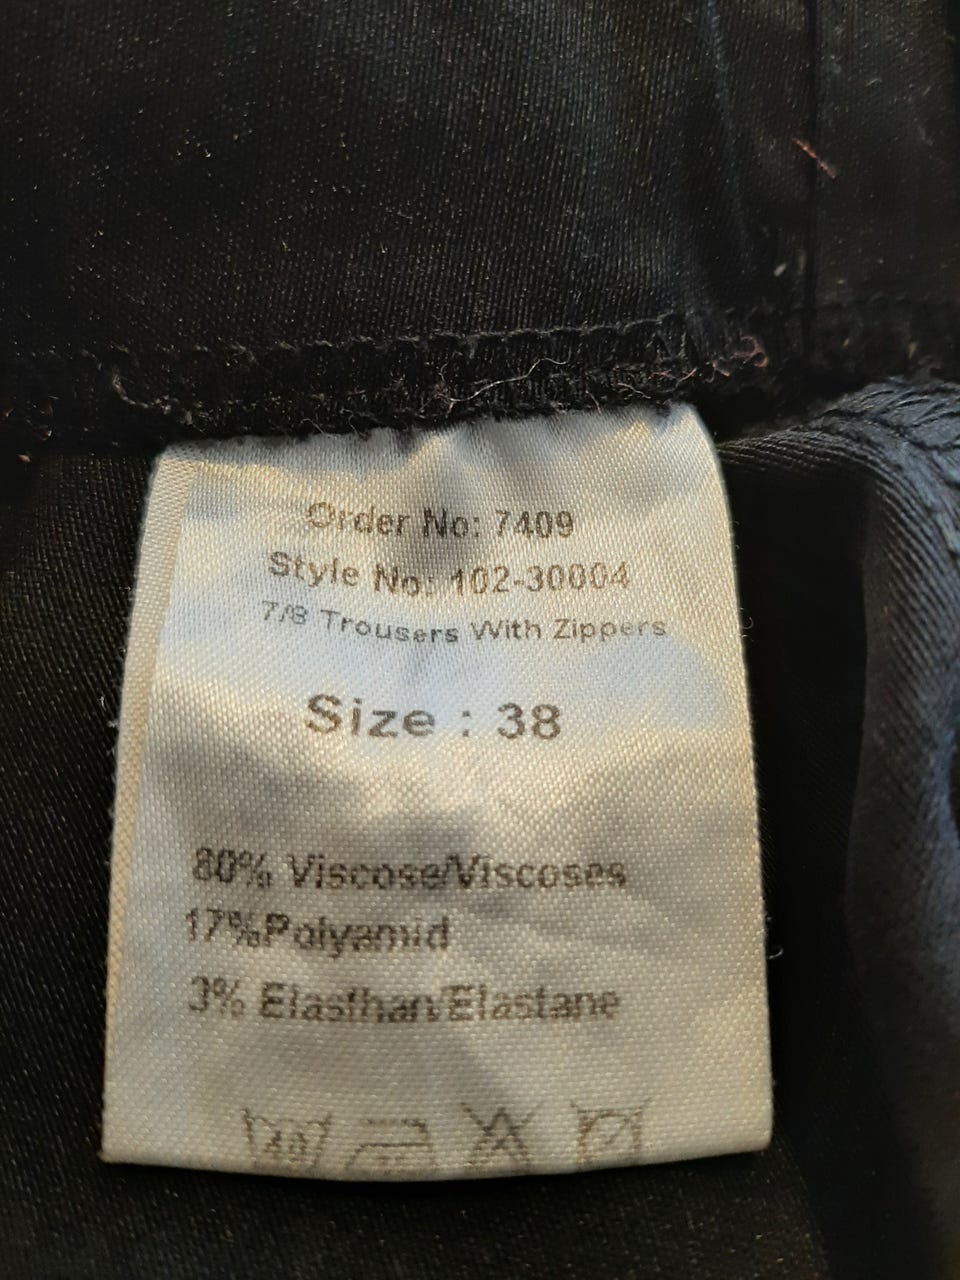 Order No: 7409
Style No: 102-30004
7/8 Trousers With Zippers
Size : 38
80% Viscose/Viscoses
17%Polyamid
3% Elasthan/Elastane
40